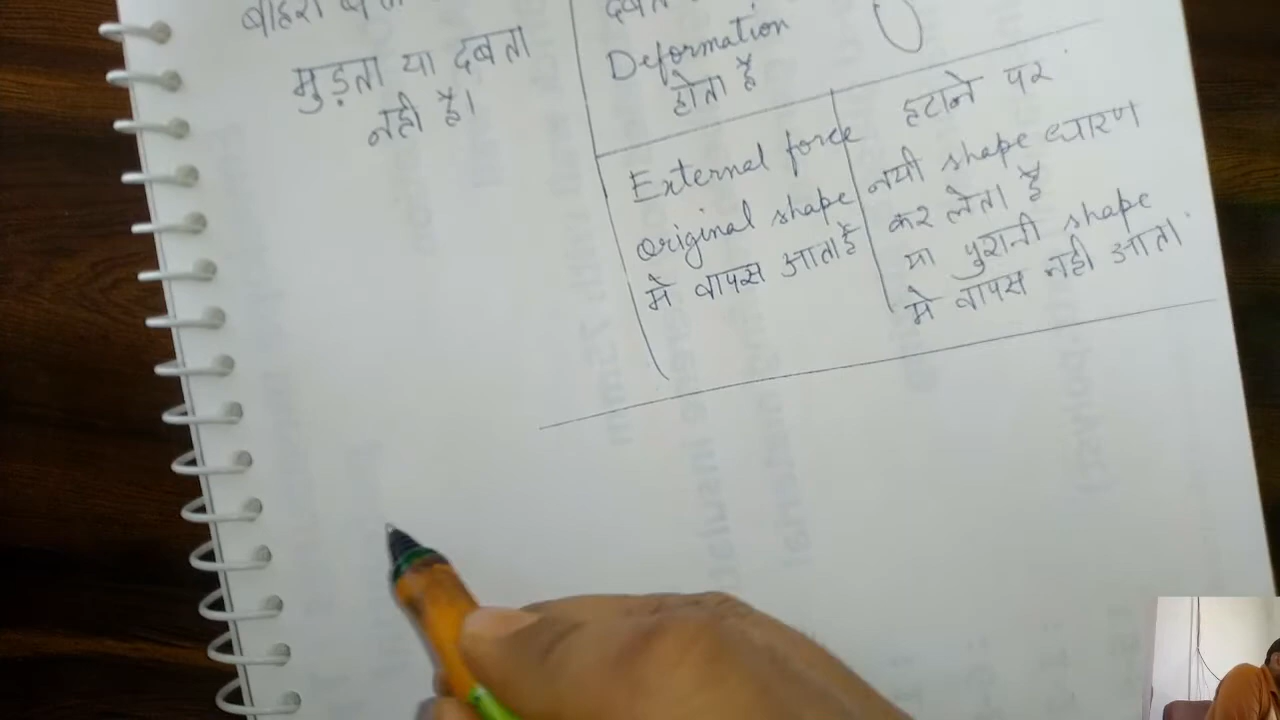 बाहरी
मुड़ता या दबता
नही है।
Deformation
होता है
External force
original shape
मे वापस आता है
हटाने पर
नयी shape धारण
कर लेता है
या पुरानी shape
मे वापस नही आता.